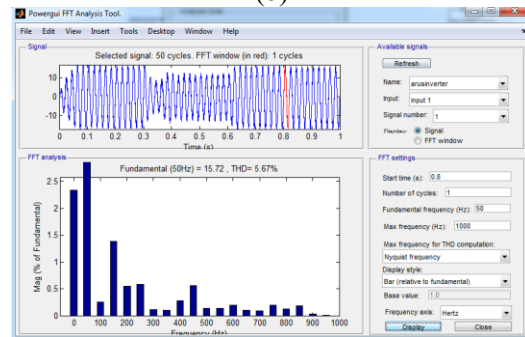 Powergui FFT Analysis Tool.
File Edit View Insert Tools Desktop Window Help
Signal
Selected signal: 50 cycles. FFT window (in red): 1 cycles
10
0
-10
0 0.1 0.2 0.3 0.4 0.5 0.6 0.7 0.8 0.9 1
Time (s)
FFT analysis
Fundamental (50Hz) = 15.72 , THD= 5.67%
Mag (% of Fundamental)
2.5
2
1.5
1
0.5
0
0 100 200 300 400 500 600 700 800 900 1000
Frequency (Hz)
Available signals
Refresh
Name: arusinverter
Input: input 1
Signal number: 1
Display: Signal
FFT window
FFT settings
Start time (s): 0.8
Number of cycles: 1
Fundamental frequency (Hz): 50
Max frequency (Hz): 1000
Max frequency for THD computation:
Nyquist frequency
Display style:
Bar (relative to fundamental)
Base value: 1.0
Frequency axis: Hertz
Display Close